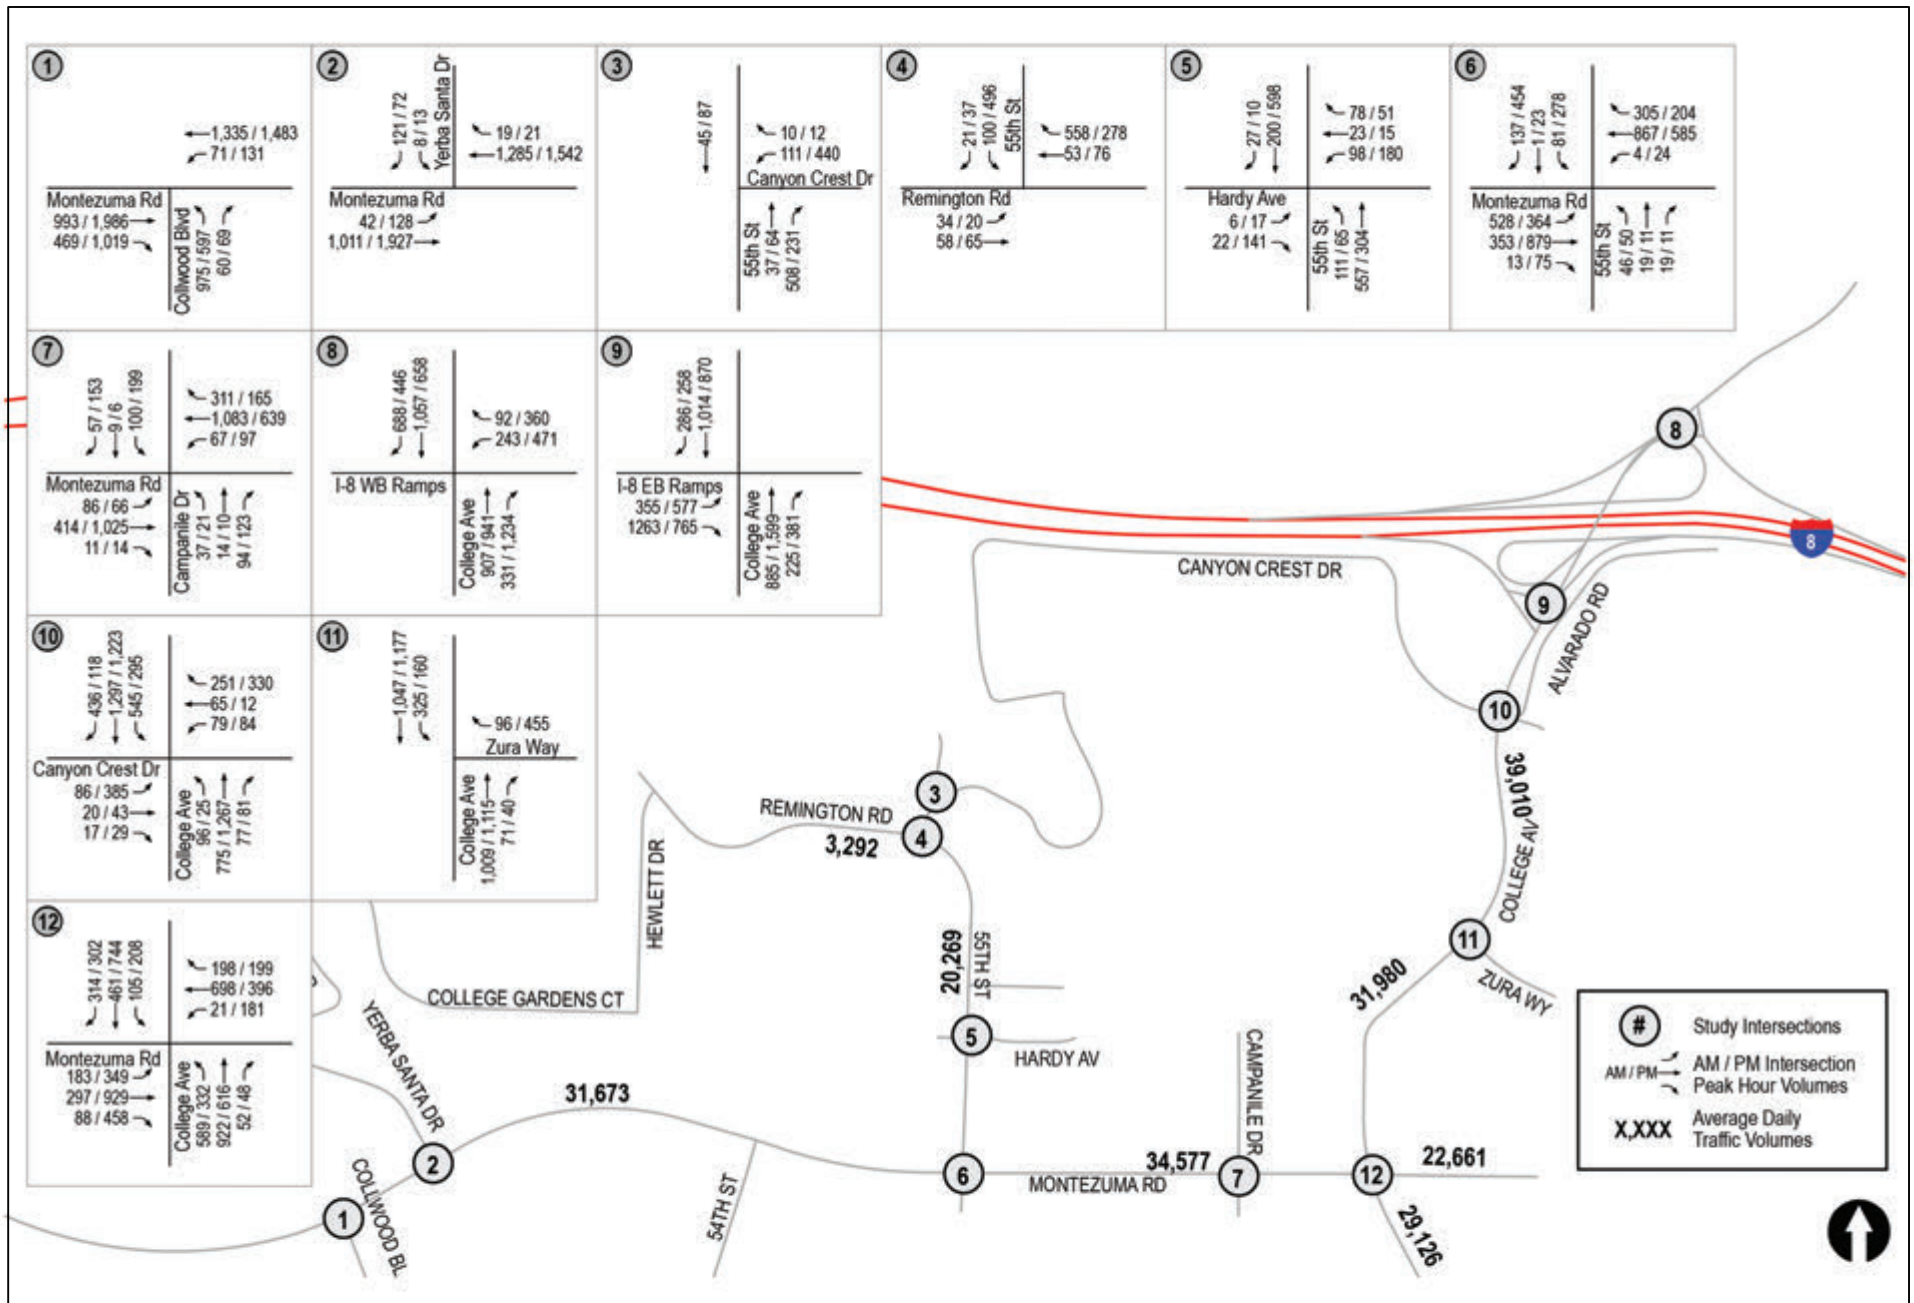 1
1,335 / 1,483
71 / 131
Montezuma Rd
993 / 1,986
469 / 1,019
Collwood Blvd
975 / 597
60 / 69
2
121 / 72
8 / 13
Yerba Santa Dr
19 / 21
1,285 / 1,542
Montezuma Rd
42 / 128
1,011 / 1,927
3
45 / 87
10 / 12
111 / 440
Canyon Crest Dr
55th St
37 / 64
508 / 231
4
21 / 37
100 / 496
55th St
558 / 278
53 / 76
Remington Rd
34 / 20
58 / 65
5
27 / 10
200 / 598
78 / 51
23 / 15
98 / 180
Hardy Ave
6 / 17
22 / 141
55th St
111 / 65
557 / 304
6
137 / 454
1 / 23
81 / 278
305 / 204
867 / 585
4 / 24
Montezuma Rd
528 / 364
353 / 879
13 / 75
55th St
46 / 50
19 / 11
19 / 11
7
57 / 153
9 / 6
100 / 199
311 / 165
1,083 / 639
67 / 97
Montezuma Rd
86 / 66
414 / 1,025
11 / 14
Campanile Dr
37 / 21
14 / 10
94 / 123
8
688 / 446
1,057 / 658
92 / 360
243 / 471
I-8 WB Ramps
College Ave
907 / 941
331 / 1,234
9
286 / 258
1,014 / 870
I-8 EB Ramps
355 / 577
1263 / 765
College Ave
885 / 1,599
225 / 381
10
436 / 118
1,297 / 1,223
545 / 295
251 / 330
65 / 12
79 / 84
Canyon Crest Dr
86 / 385
20 / 43
17 / 29
College Ave
96 / 25
775 / 1,267
77 / 81
11
1,047 / 1,177
325 / 160
96 / 455
Zura Way
College Ave
1,009 / 1,115
71 / 40
12
314 / 302
461 / 744
105 / 208
198 / 199
698 / 396
21 / 181
Montezuma Rd
183 / 349
297 / 929
88 / 458
College Ave
589 / 332
922 / 616
52 / 48
8
8
CANYON CREST DR
9
ALVARADO RD
10
39,010
COLLEGE AV
3
REMINGTON RD
4
3,292
HEWLETT DR
11
ZURA WY
31,980
20,269
55TH ST
COLLEGE GARDENS CT
YERBA SANTA DR
5
HARDY AV
CAMPANILE DR
31,673
2
6
34,577
MONTEZUMA RD
7
12
22,661
29,126
54TH ST
1
COLLWOOD BL
# Study Intersections
AM / PM
AM / PM Intersection
Peak Hour Volumes
X,XXX
Average Daily
Traffic Volumes